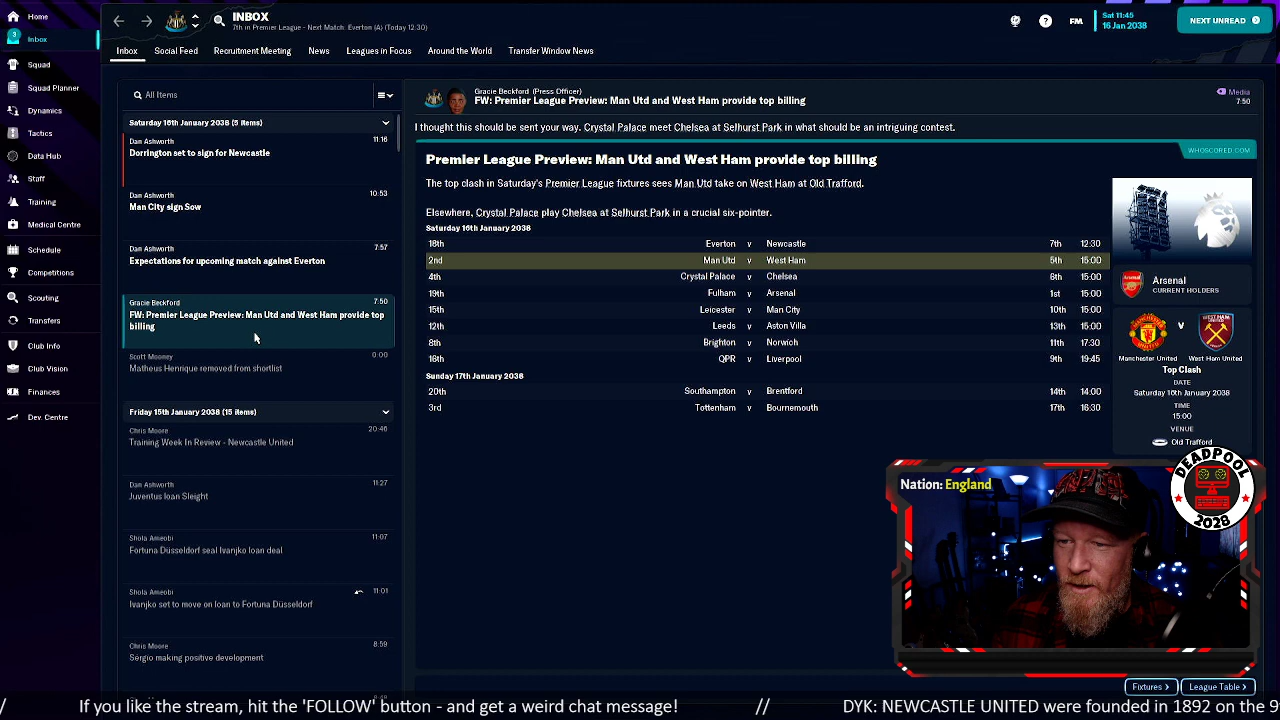 Home
3
Inbox
Squad
Squad Planner
Dynamics
Tactics
Data Hub
Staff
Training
Medical Centre
Schedule
Competitions
Scouting
Transfers
Club Info
Club Vision
Finances
Dev. Centre
INBOX
7th in Premier League - Next Match: Everton (A) (Today 12:30)
FM
Sat 11:45
16 Jan 2038
NEXT UNREAD
Inbox Social Feed Recruitment Meeting News Leagues in Focus Around the World Transfer Window News
All Items
Saturday 16th January 2038 (5 Items)
Dan Ashworth 11:16
Dorrington set to sign for Newcastle
Dan Ashworth 10:53
Man City sign Sow
Dan Ashworth 7:57
Expectations for upcoming match against Everton
Gracie Beckford 7:50
FW: Premier League Preview: Man Utd and West Ham provide top
billing
Scott Mooney 0:00
Matheus Henrique removed from shortlist
Friday 15th January 2038 (15 Items)
Chris Moore 20:46
Training Week In Review - Newcastle United
Dan Ashworth 11:27
Juventus loan Sleight
Shola Ameobi 11:07
Fortuna Düsseldorf seal Ivanjko loan deal
Shola Ameobi 11:01
Ivanjko set to move on loan to Fortuna Düsseldorf
Chris Moore 8:59
Sérgio making positive development
Gracie Beckford (Press Officer)
FW: Premier League Preview: Man Utd and West Ham provide top billing
Media
7:50
I thought this should be sent your way. Crystal Palace meet Chelsea at Selhurst Park in what should be an intriguing contest.
WHOSCORED.COM
Premier League Preview: Man Utd and West Ham provide top billing
The top clash in Saturday's Premier League fixtures sees Man Utd take on West Ham at Old Trafford.
Elsewhere, Crystal Palace play Chelsea at Selhurst Park in a crucial six-pointer.
Saturday 16th January 2038
18th Everton v Newcastle 7th 12:30
2nd Man Utd v West Ham 5th 15:00
4th Crystal Palace v Chelsea 6th 15:00
19th Fulham v Arsenal 1st 15:00
15th Leicester v Man City 10th 15:00
12th Leeds v Aston Villa 13th 15:00
8th Brighton v Norwich 11th 17:30
16th QPR v Liverpool 9th 19:45
Sunday 17th January 2038
20th Southampton v Brentford 14th 14:00
3rd Tottenham v Bournemouth 17th 16:30
Arsenal
CURRENT HOLDERS
V
Manchester United West Ham United
Top Clash
DATE
Saturday 16th January 2038
TIME
15:00
VENUE
Old Trafford
Nation: England
DEADPOOL
2028
Fixtures League Table
/ If you like the stream, hit the 'FOLLOW' button - and get a weird chat message! // DYK: NEWCASTLE UNITED were founded in 1892 on the 9